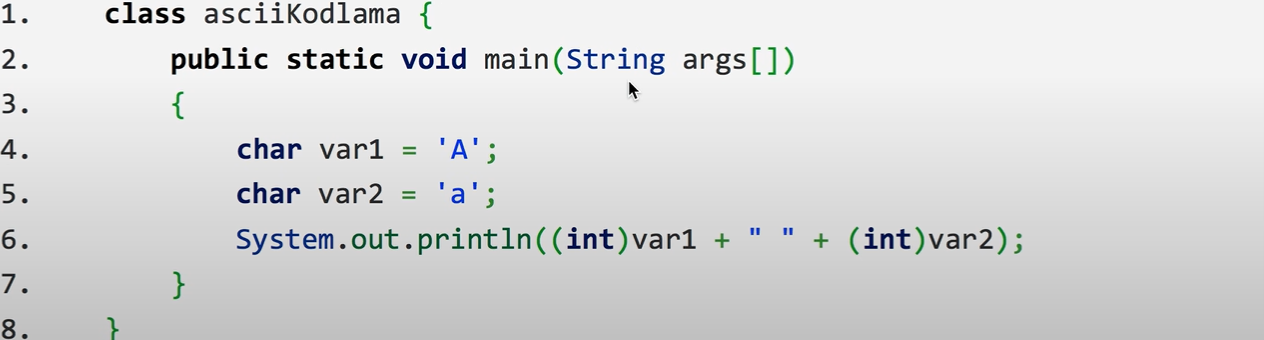 1. class asciiKodlama {
2. public static void main(String args[])
3. {
4. char var1 = 'A';
5. char var2 = 'a';
6. System.out.println((int)var1 + " " + (int)var2);
7. }
8. }